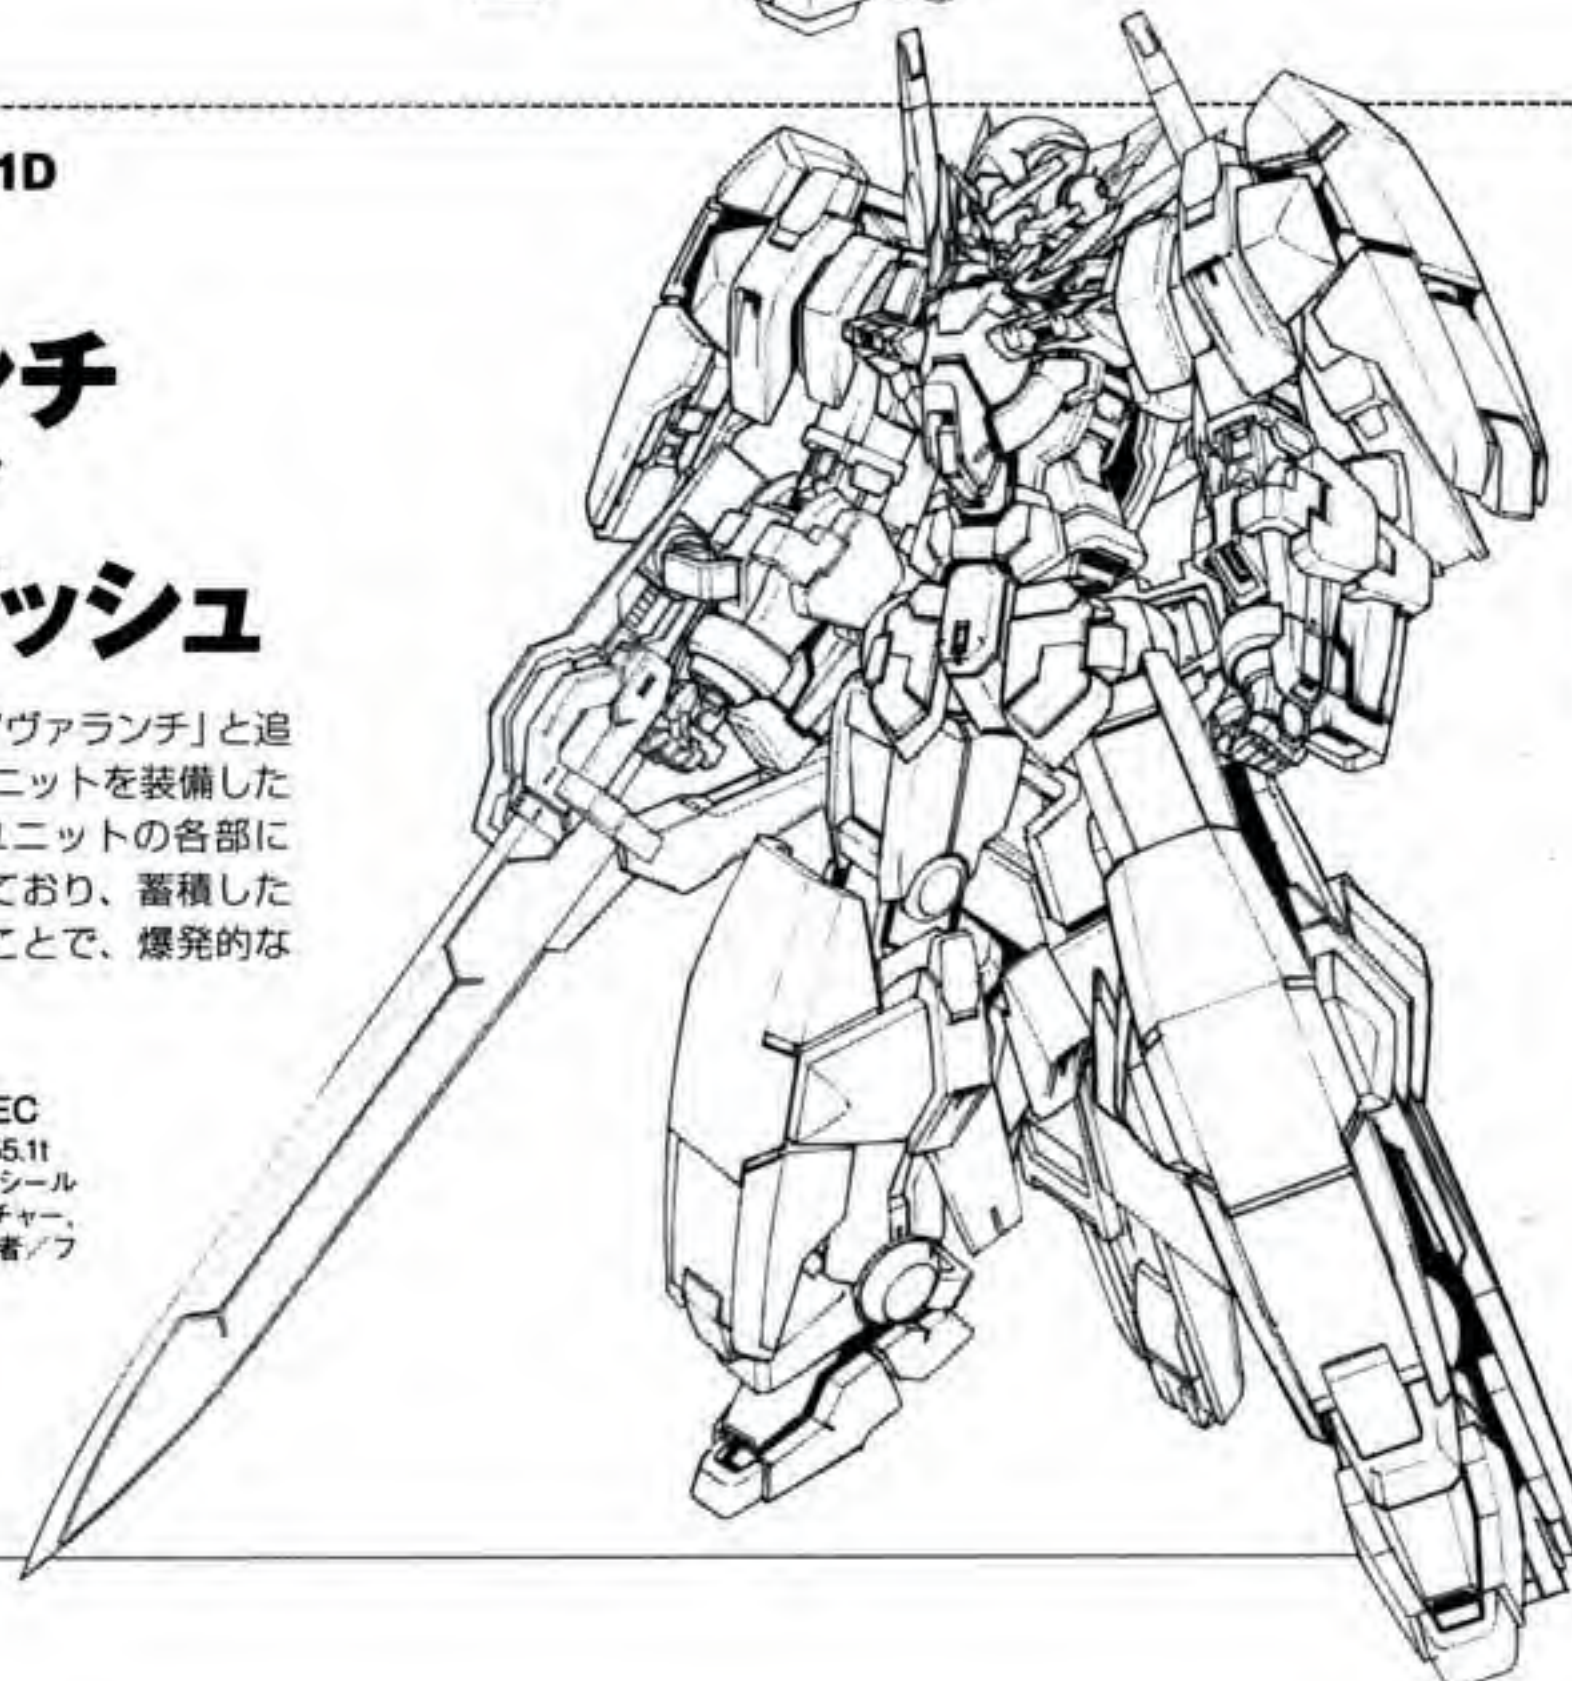 1D
ンチ
ッシュ
ヴァランチ」と追
ニットを装備した
ユニットの各部に
ており、蓄積した
ことで、爆発的な
EC
5.1t
シール
チャー、
者／フ